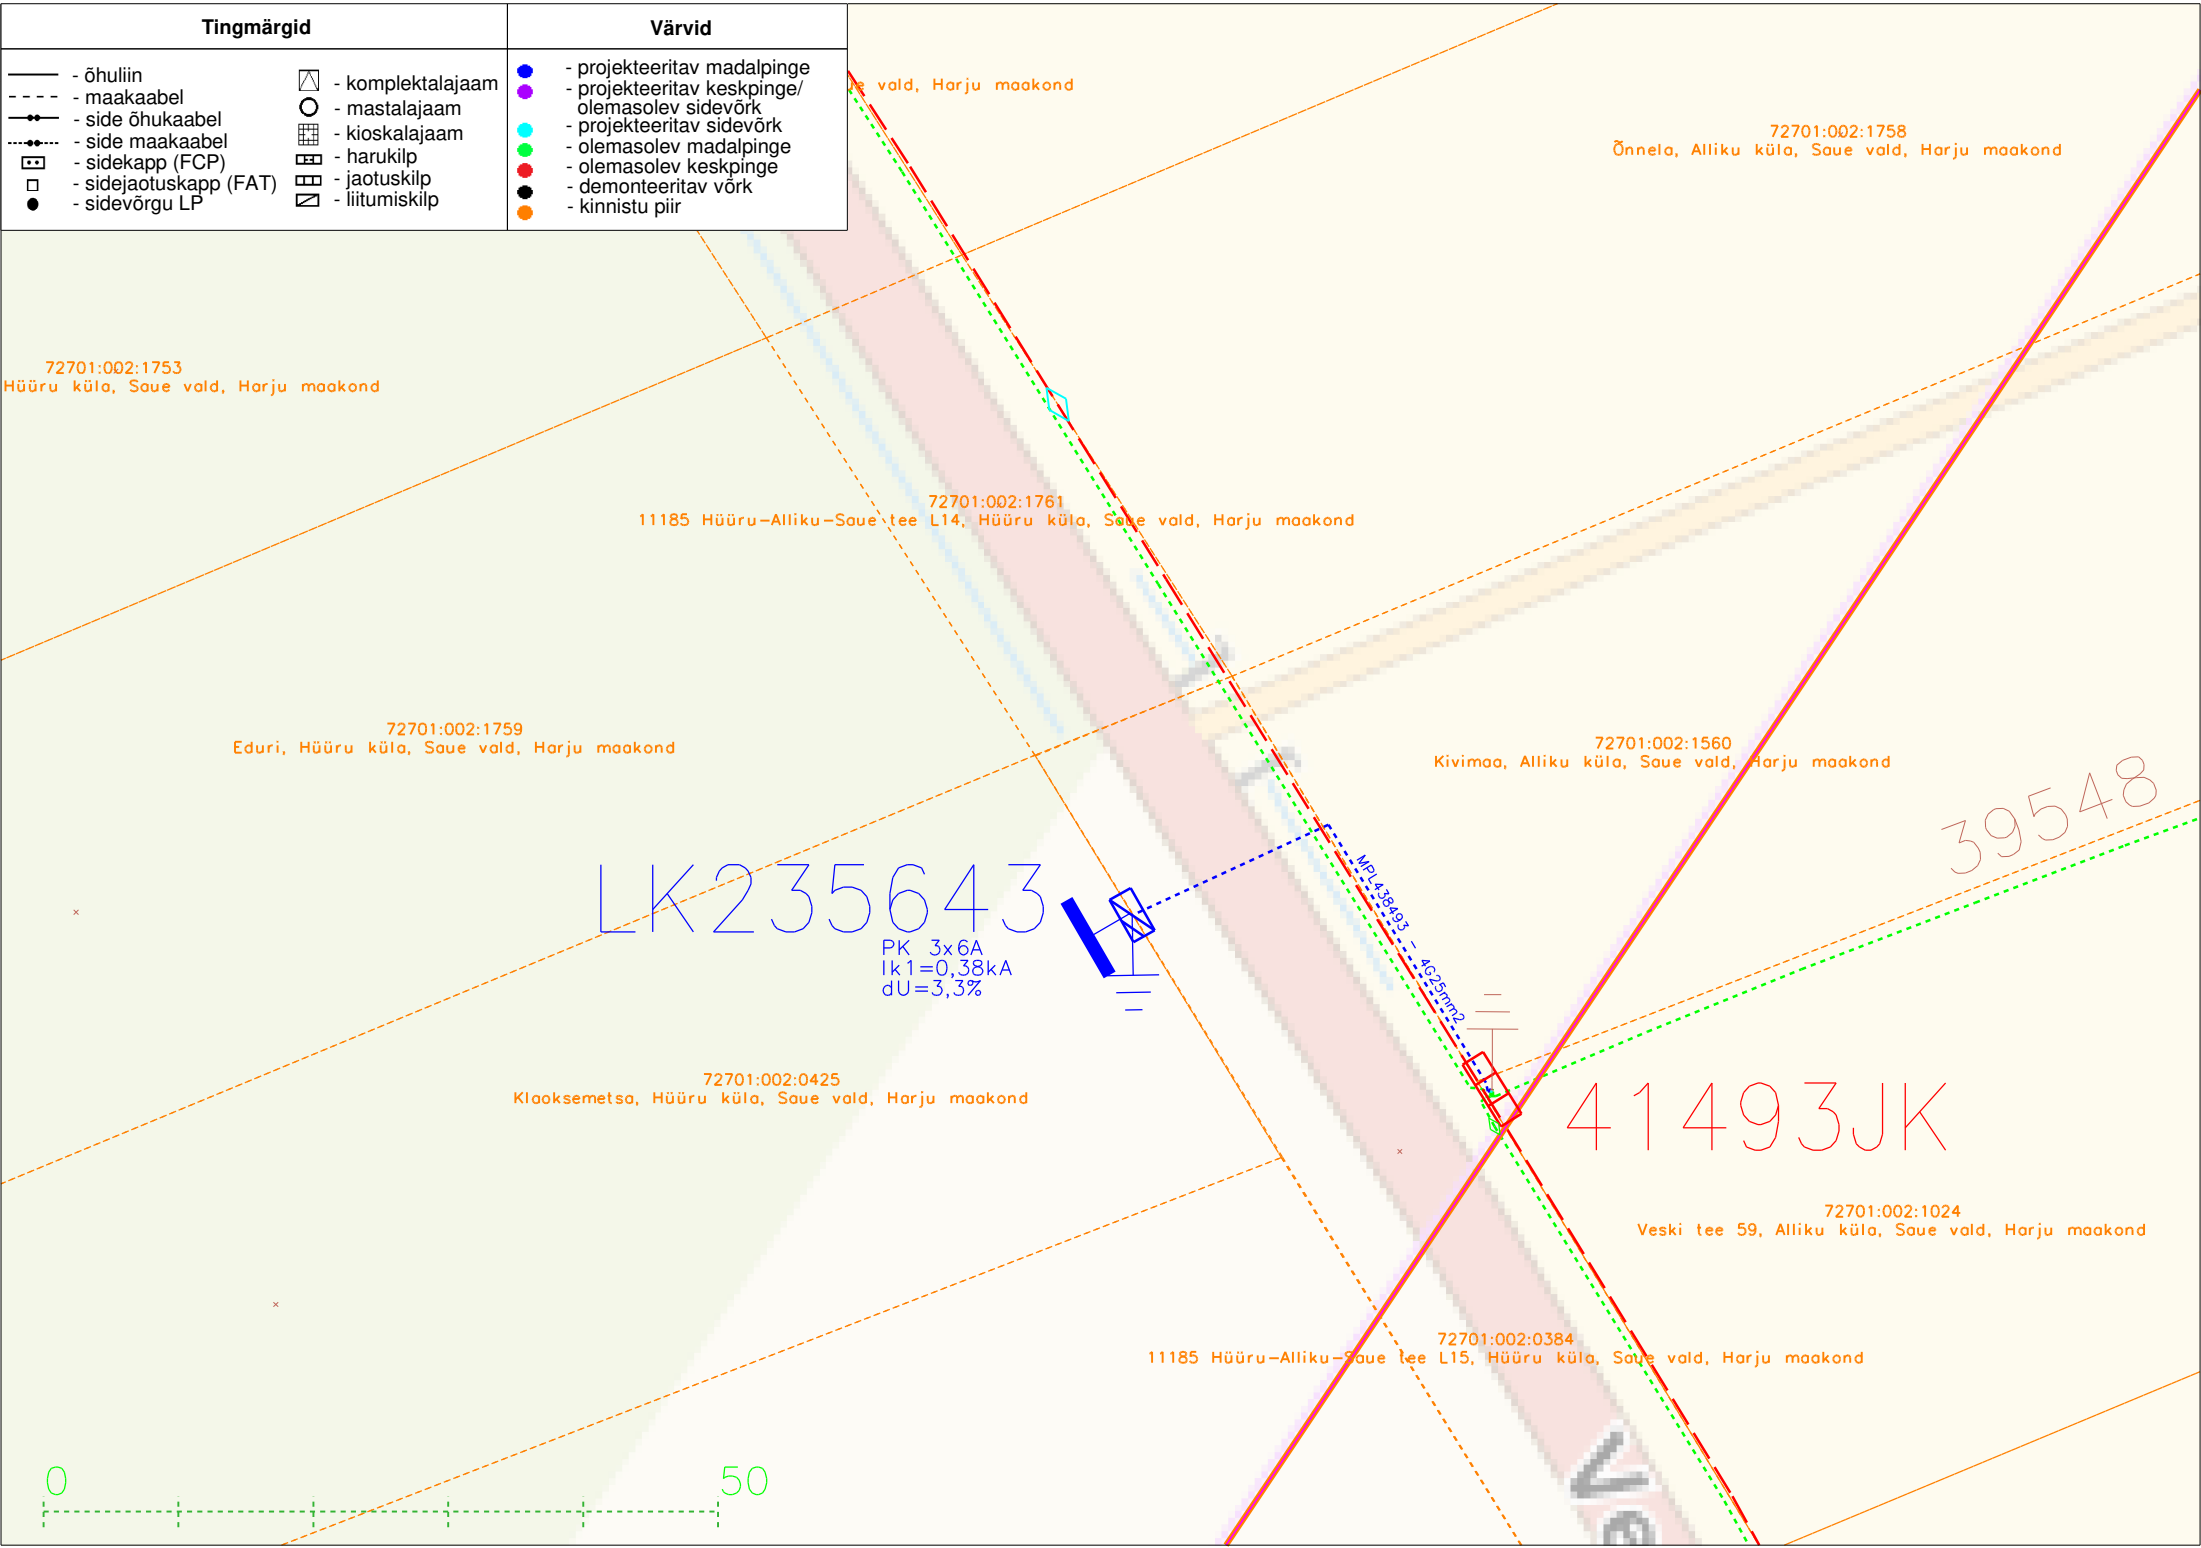 Tingmärgid
Värvid
- õhuliin
- maakaabel
- side õhukaabel
- side maakaabel
- sidekapp (FCP)
- sidejaotuskapp (FAT)
- sidevõrgu LP
- komplektalajaam
- mastalajaam
- kioskalajaam
- harukilp
- jaotuskilp
- liitumiskilp
- projekteeritav madalpinge
- projekteeritav keskpinge/
olemasolev sidevõrk
- projekteeritav sidevõrk
- olemasolev madalpinge
- olemasolev keskpinge
- demonteeritav võrk
- kinnistu piir
vald, Harju maakond
72701:002:1758
Õnnela, Alliku küla, Saue vald, Harju maakond
72701:002:1753
Hüüru küla, Saue vald, Harju maakond
72701:002:1761
11185 Hüüru-Alliku-Saue tee L14, Hüüru küla, Saue vald, Harju maakond
72701:002:1759
Eduri, Hüüru küla, Saue vald, Harju maakond
72701:002:1560
Kivimaa, Alliku küla, Saue vald, Harju maakond
39548
LK235643
PK 3x6A
Ik1=0,38kA
dU=3,3%
MPL438493 - 4G25mm2
72701:002:0425
Klaoksemetsa, Hüüru küla, Saue vald, Harju maakond
41493JK
72701:002:1024
Veski tee 59, Alliku küla, Saue vald, Harju maakond
72701:002:0384
11185 Hüüru-Alliku-Saue tee L15, Hüüru küla, Saue vald, Harju maakond
Ve
0 50